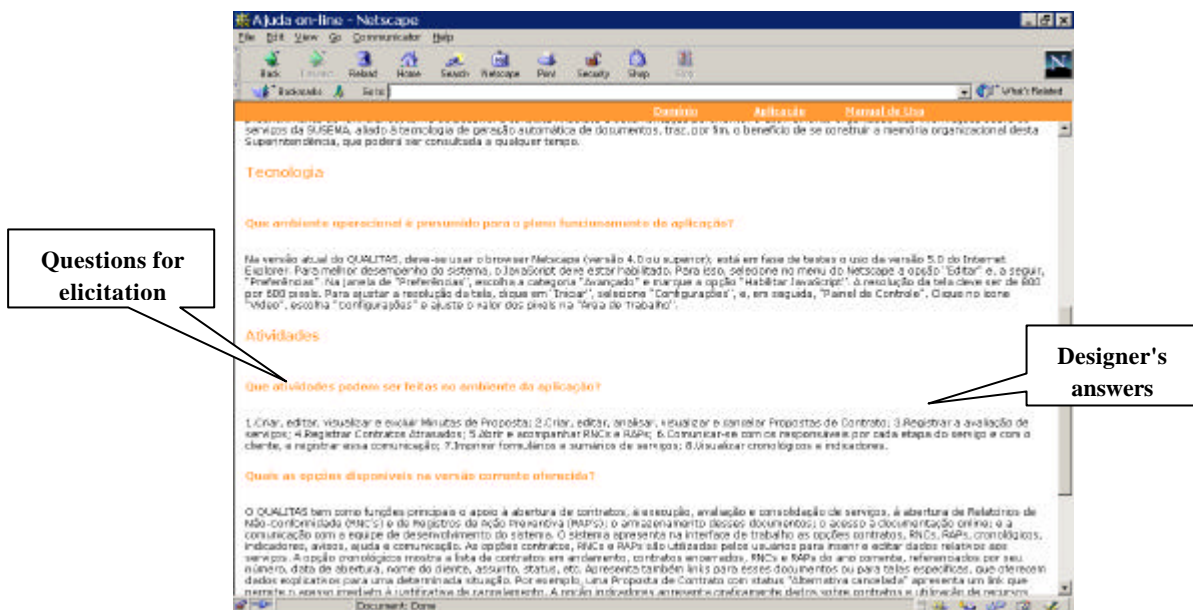 Ajuda on-line - Netscape
File Edit View Go Communicator Help
Back Reload Home Search Netscape Print Security Shop Stop
Bookmarks Go to: What's Related
Domínio Aplicação Manual de Uso
serviços da SUSEMA, aliado à tecnologia de geração automática de documentos, traz, por fim, o benefício de se construir a memória organizacional desta
Superintendência, que poderá ser consultada a qualquer tempo.
Tecnologia
Que ambiente operacional é presumido para o pleno funcionamento da aplicação?
Na versão atual do QUALITAS, deve-se usar o browser Netscape (versão 4.0 ou superior); está em fase de testes o uso da versão 5.0 do Internet
Explorer. Para melhor desempenho do sistema, o JavaScript deve estar habilitado. Para isso, selecione no menu do Netscape a opção "Editar" e, a seguir,
"Preferências". Na janela de "Preferências", escolha a categoria "Avançado" e marque a opção "Habilitar JavaScript". A resolução da tela deve ser de 800
por 600 pixels. Para ajustar a resolução da tela, clique em "Iniciar", selecione "Configurações", e, em seguida, "Painel de Controle". Clique no ícone
"Vídeo", escolha "Configurações" e ajuste o valor dos pixels na "Área de Trabalho".
Questions for
elicitation
Atividades
Designer's
answers
Que atividades podem ser feitas no ambiente da aplicação?
1.Criar, editar, visualizar e excluir Minutas de Proposta; 2.Criar, editar, analisar, visualizar e cancelar Propostas de Contrato; 3.Registrar a avaliação de
serviços; 4.Registrar Contratos Atrasados; 5.Abrir e acompanhar RNCs e RAPs; 6.Comunicar-se com os responsáveis por cada etapa do serviço e com o
cliente, e registrar essa comunicação; 7.Imprimir formulários e sumários de serviços; 8.Visualizar cronológicos e indicadores.
Quais as opções disponíveis na versão corrente oferecida?
O QUALITAS tem como funções principais o apoio à abertura de contratos, à execução, avaliação e consolidação de serviços, à abertura de Relatórios de
Não-Conformidade (RNC's) e de Registros de Ação Preventiva (RAP's); o armazenamento desses documentos; o acesso à documentação online; e a
comunicação com a equipe de desenvolvimento do sistema. O sistema apresenta na interface de trabalho as opções contratos, RNCs, RAPs, cronológicos,
indicadores, avisos, ajuda e comunicação. As opções contratos, RNCs e RAPs são utilizadas pelos usuários para inserir e editar dados relativos aos
serviços. A opção cronológicos mostra a lista de contratos em andamento, contratos encerrados, RNCs e RAPs do ano corrente, referenciados por seu
número, data de abertura, nome do cliente, assunto, status, etc. Apresenta também links para esses documentos ou para telas específicas, que oferecem
dados explicativos para uma determinada situação. Por exemplo, uma Proposta de Contrato com status "Alternativa cancelada" apresenta um link que
permite o acesso imediato à justificativa de cancelamento. A opção indicadores apresenta graficamente dados sobre contratos e utilização de recursos
Document: Done